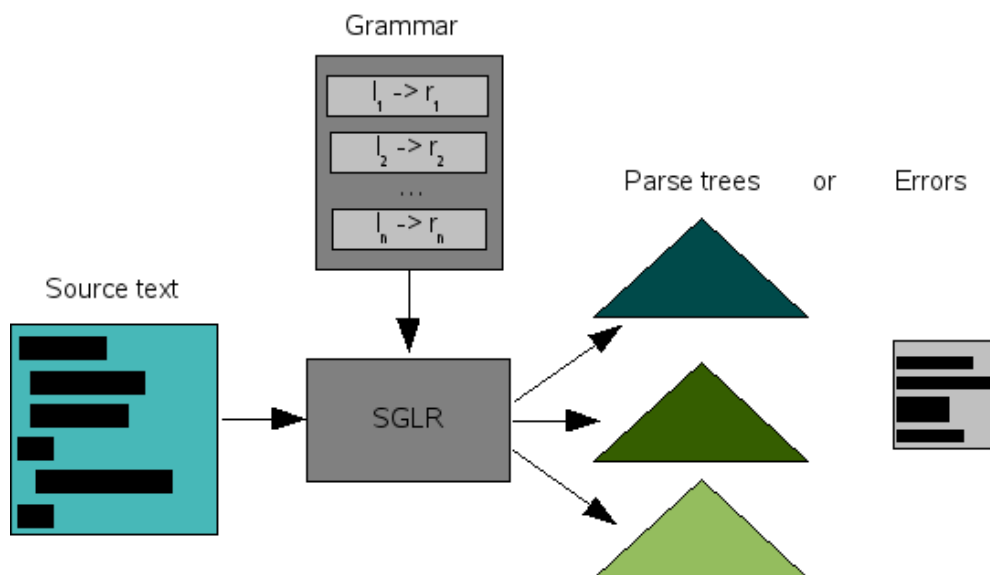 Grammar
l₁ -> r₁
l₂ -> r₂
...
lₙ -> rₙ
Parse trees or Errors
Source text
SGLR